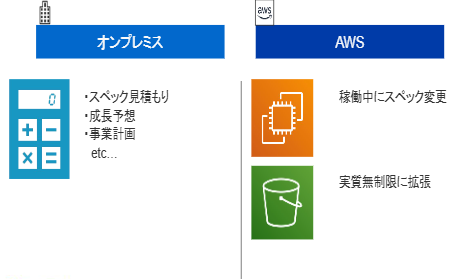 オンプレミス
・スペック見積もり
・成長予想
・事業計画
etc...
0
aws
AWS
稼働中にスペック変更
実質無制限に拡張